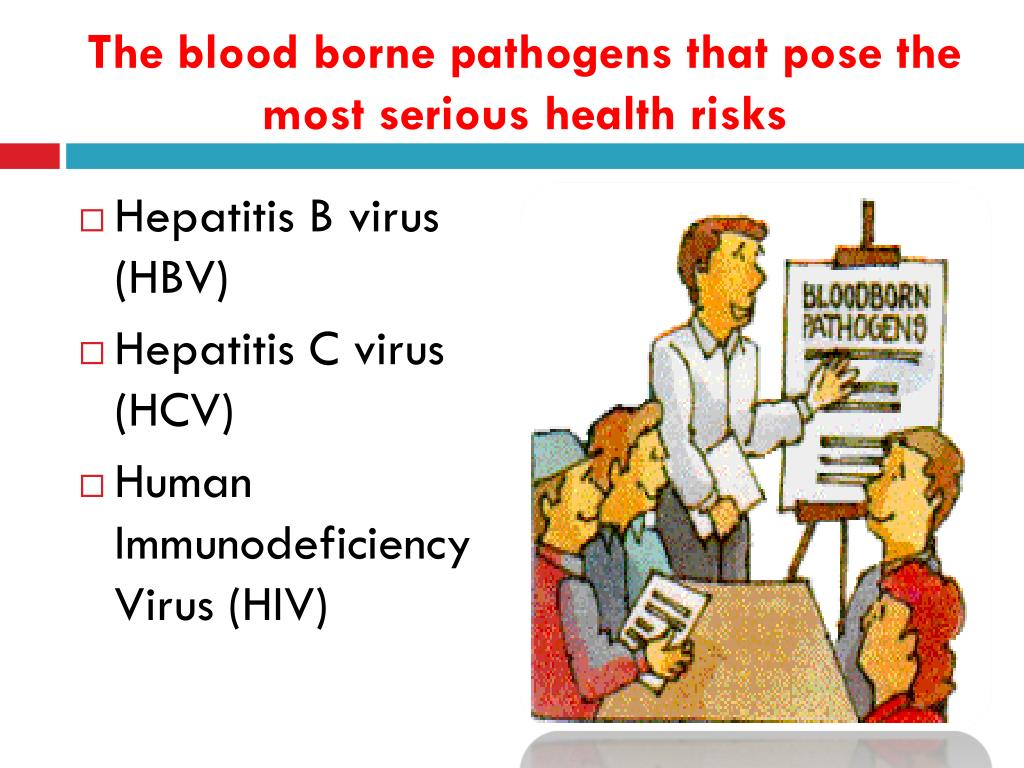 The blood borne pathogens that pose the
most serious health risks
Hepatitis B virus
(HBV)
Hepatitis C virus
(HCV)
Human
Immunodeficiency
Virus (HIV)
BLOODBORN
PATHOGENS